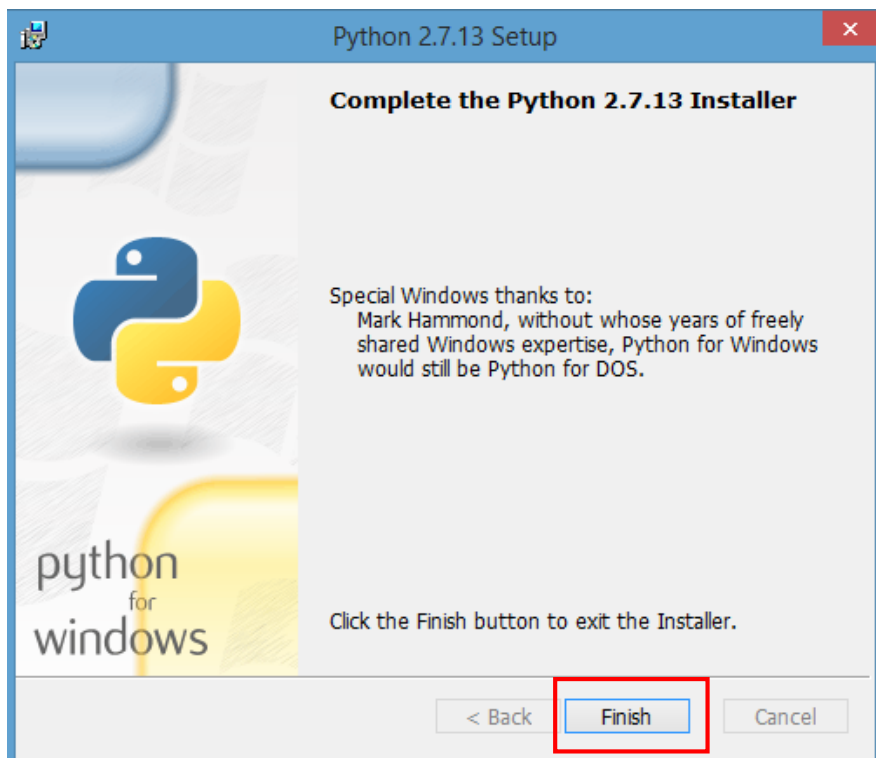 Python 2.7.13 Setup
Complete the Python 2.7.13 Installer
Special Windows thanks to:
Mark Hammond, without whose years of freely
shared Windows expertise, Python for Windows
would still be Python for DOS.
python
for
windows
Click the Finish button to exit the Installer.
< Back
Finish
Cancel